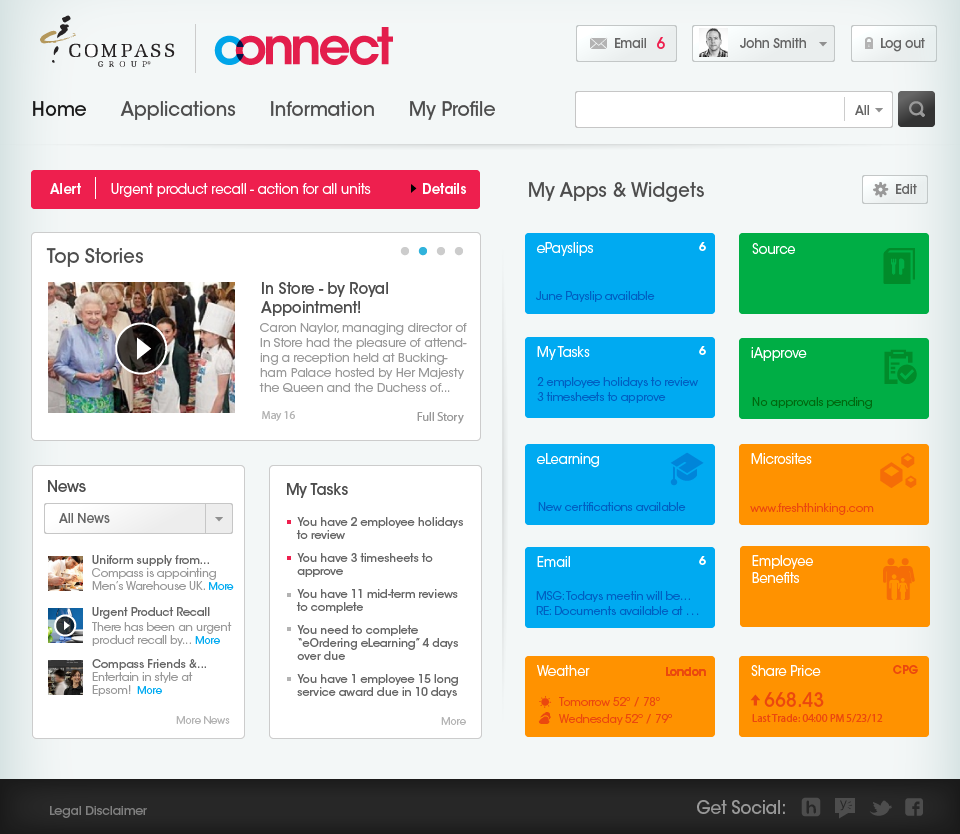 COMPASS
GROUP
connect
Email 6
John Smith
Log out
Home
Applications
Information
My Profile
All
Alert
Urgent product recall - action for all units
Details
My Apps & Widgets
Edit
Top Stories
In Store - by Royal
Appointment!
Caron Naylor, managing director of
In Store had the pleasure of attend-
ing a reception held at Bucking-
ham Palace hosted by Her Majesty
the Queen and the Duchess of...
May 16
Full Story
News
All News
Uniform supply from...
Compass is appointing
Men's Warehouse UK. More
Urgent Product Recall
There has been an urgent
product recall by... More
Compass Friends &...
Entertain in style at
Epsom! More
More News
My Tasks
You have 2 employee holidays
to review
You have 3 timesheets to
approve
You have 11 mid-term reviews
to complete
You need to complete
"eOrdering eLearning" 4 days
over due
You have 1 employee 15 long
service award due in 10 days
More
ePayslips 6
June Payslip available
Source
My Tasks 6
2 employee holidays to review
3 timesheets to approve
iApprove
No approvals pending
eLearning
New certifications available
Microsites
www.freshthinking.com
Email 6
MSG. Todays meetin will be...
RE: Documents available at ...
Employee
Benefits
Weather London
Tomorrow 52º / 78º
Wednesday 52º / 79º
Share Price CPG
668.43
Last Trade: 04:00 PM 5/23/12
Legal Disclaimer
Get Social: